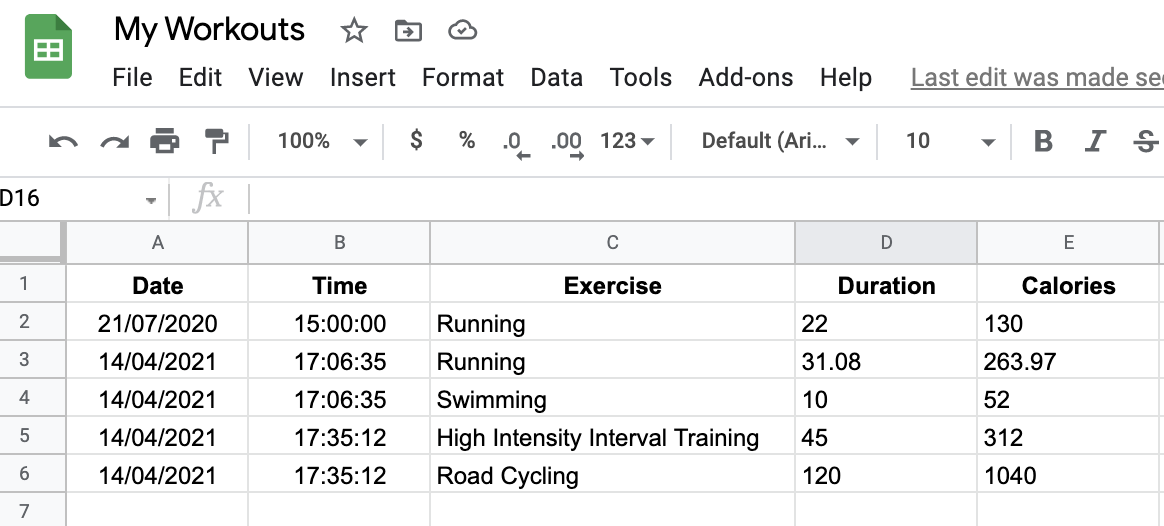 My Workouts
File Edit View Insert Format Data Tools Add-ons Help Last edit was made se
100% $ % .0 .00 123 Default (Ari... 10 B I S
D16 fx
A B C D E
1 Date Time Exercise Duration Calories
2 21/07/2020 15:00:00 Running 22 130
3 14/04/2021 17:06:35 Running 31.08 263.97
4 14/04/2021 17:06:35 Swimming 10 52
5 14/04/2021 17:35:12 High Intensity Interval Training 45 312
6 14/04/2021 17:35:12 Road Cycling 120 1040
7